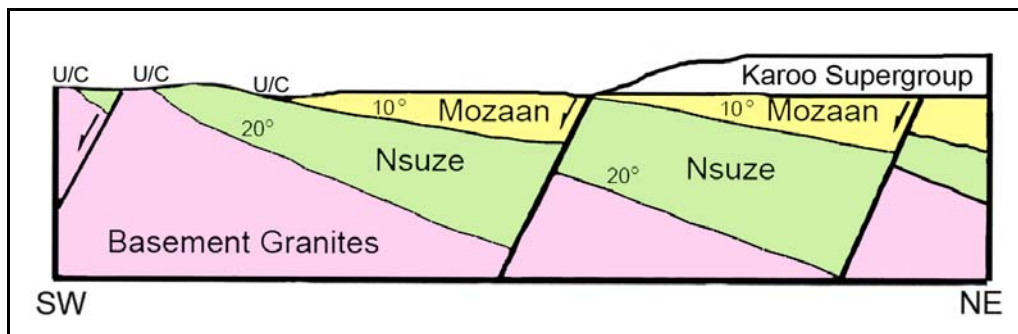 U/C
U/C
U/C
Karoo Supergroup
10°
Mozaan
10°
Mozaan
20°
Nsuze
20°
Nsuze
Basement Granites
SW
NE